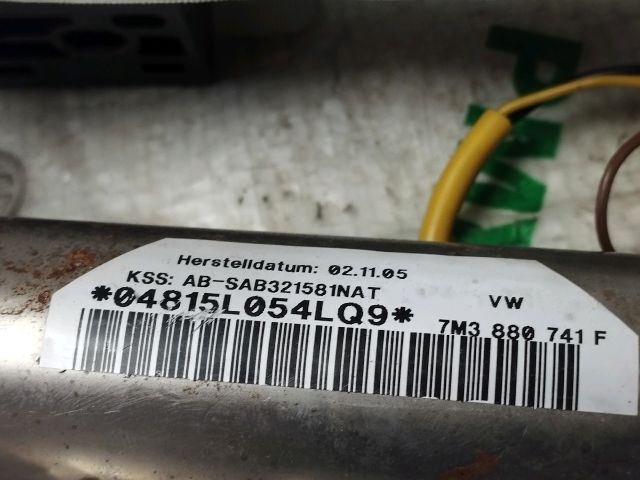 Herstelldatum: 02.11.05
KSS: AB-SAB321581NAT
VW
*04815L054LQ9*
7M3 880 741 F